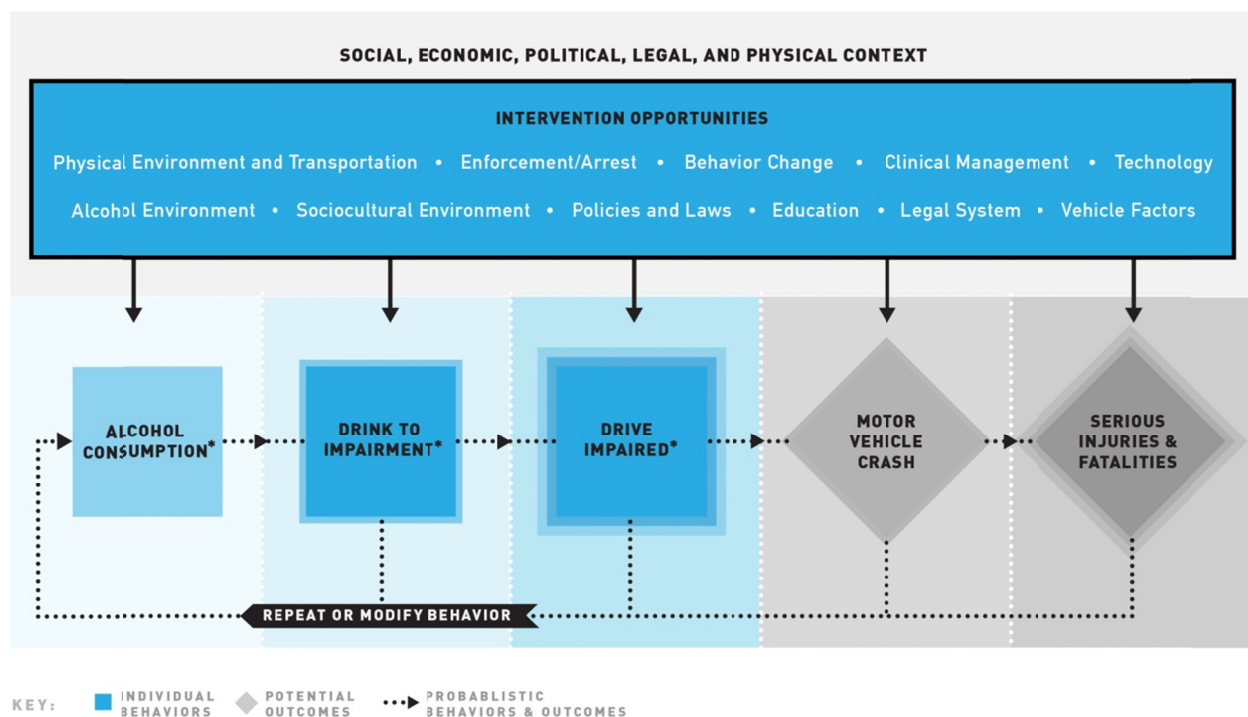 SOCIAL, ECONOMIC, POLITICAL, LEGAL, AND PHYSICAL CONTEXT
INTERVENTION OPPORTUNITIES
Physical Environment and Transportation • Enforcement/Arrest • Behavior Change • Clinical Management • Technology
Alcohol Environment • Sociocultural Environment • Policies and Laws • Education • Legal System • Vehicle Factors
ALCOHOL
CONSUMPTION*
DRINK TO
IMPAIRMENT*
DRIVE
IMPAIRED*
MOTOR
VEHICLE
CRASH
SERIOUS
INJURIES &
FATALITIES
REPEAT OR MODIFY BEHAVIOR
KEY:
INDIVIDUAL
BEHAVIORS
POTENTIAL
OUTCOMES
PROBABLISTIC
BEHAVIORS & OUTCOMES